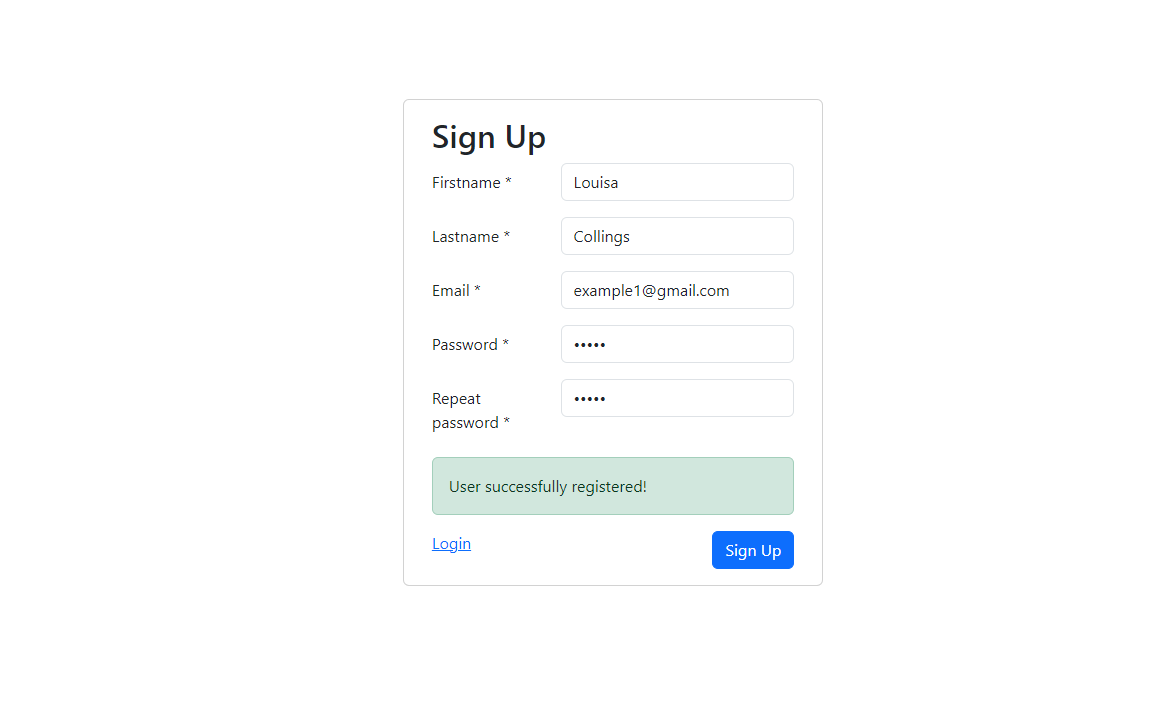 Sign Up
Firstname * Louisa
Lastname * Collings
Email * example1@gmail.com
Password * •••••
Repeat •••••
password *
User successfully registered!
Login Sign Up